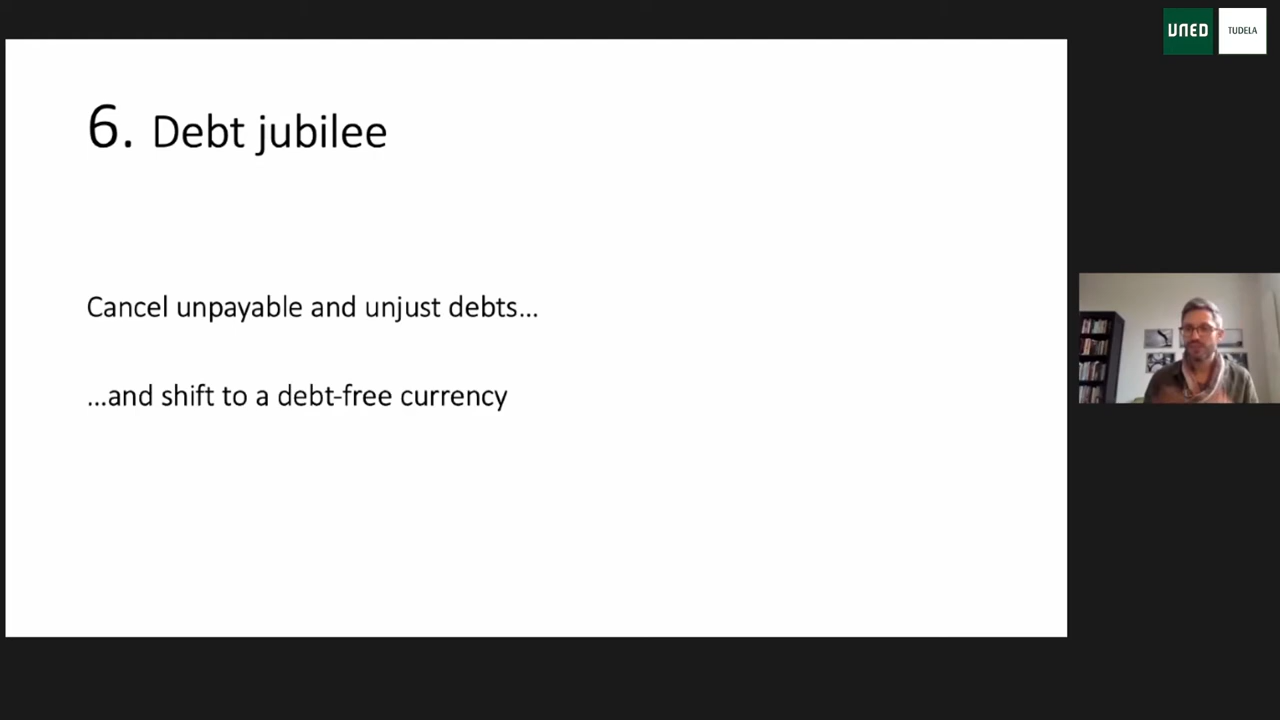 UNED
TUDELA
6. Debt jubilee
Cancel unpayable and unjust debts...
...and shift to a debt-free currency